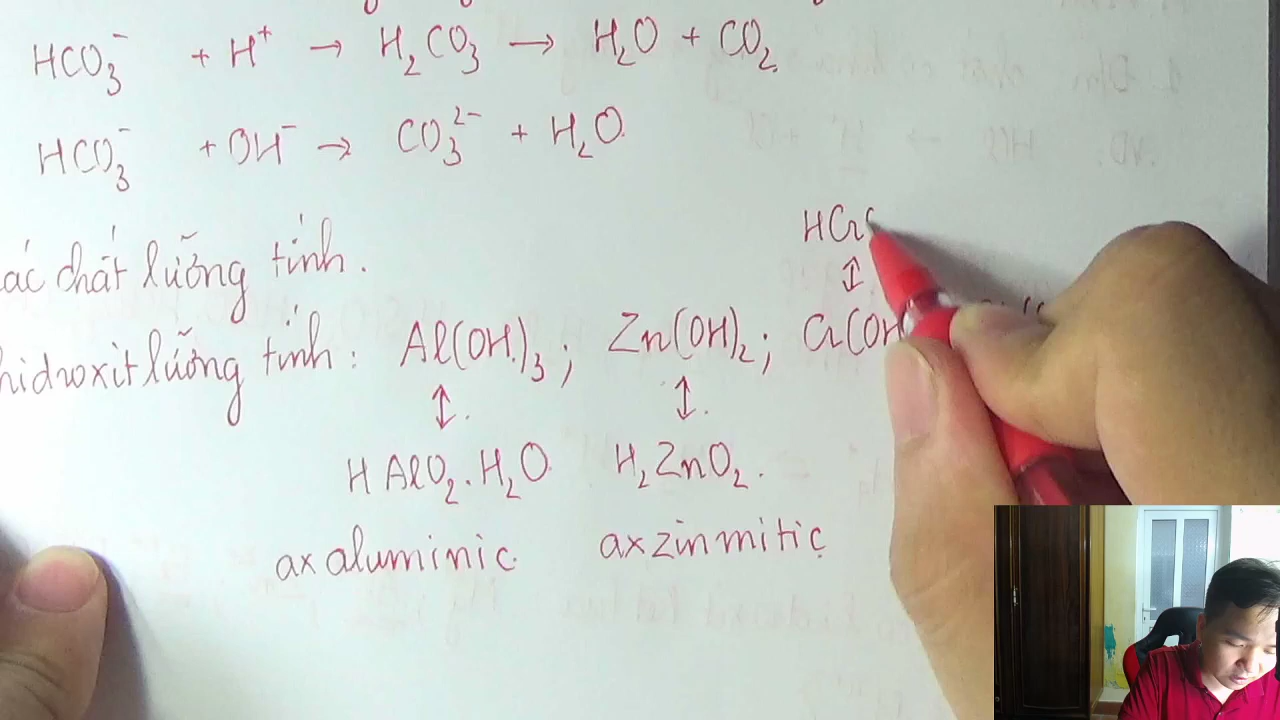 HCO₃⁻ + H⁺ → H₂CO₃ → H₂O + CO₂.
HCO₃⁻ + OH⁻ → CO₃²⁻ + H₂O.
ác chất lưỡng tính.
HCr
↕
hidroxit lưỡng tính: Al(OH)₃; Zn(OH)₂; Cr(OH
↕. ↕.
HAlO₂.H₂O H₂ZnO₂.
ax aluminic. ax zinmitic